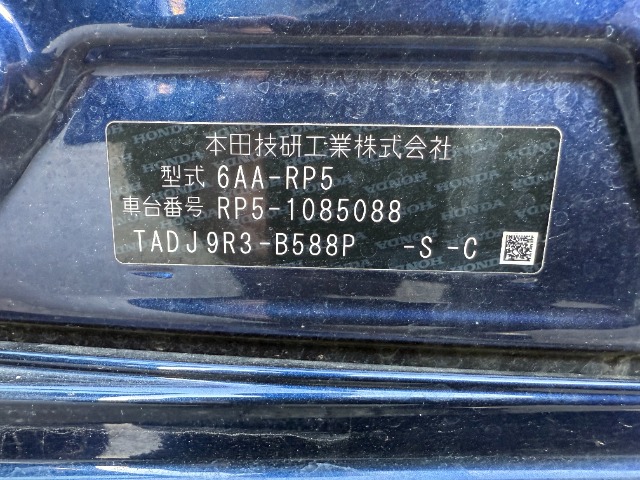 本田技研工業株式会社
型式 6AA-RP5
車台番号 RP5-1085088
TADJ9R3-B588P -S -C